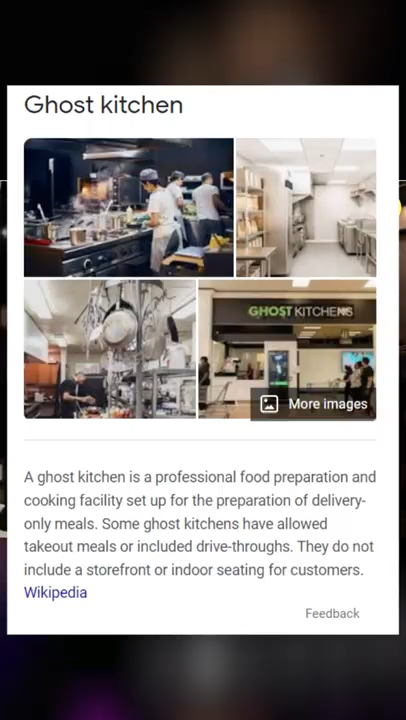 Ghost kitchen
GHOST KITCHENS
More images
A ghost kitchen is a professional food preparation and
cooking facility set up for the preparation of delivery-
only meals. Some ghost kitchens have allowed
takeout meals or included drive-throughs. They do not
include a storefront or indoor seating for customers.
Wikipedia
Feedback